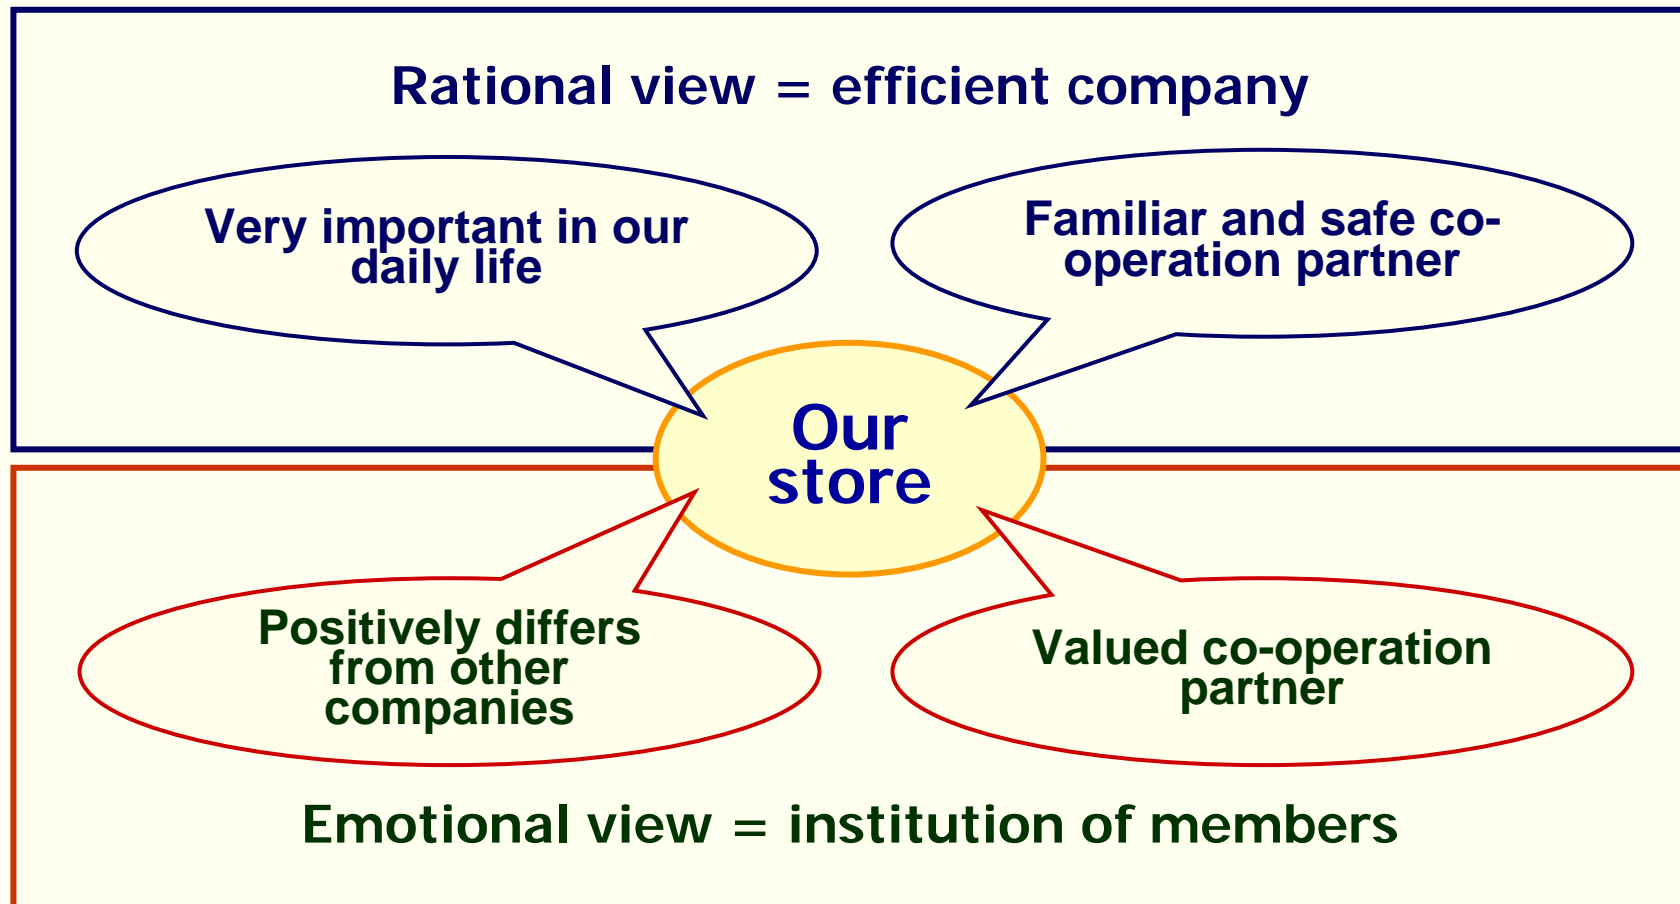 Rational view = efficient company
Very important in our
daily life
Familiar and safe co-
operation partner
Our
store
Positively differs
from other
companies
Valued co-operation
partner
Emotional view = institution of members